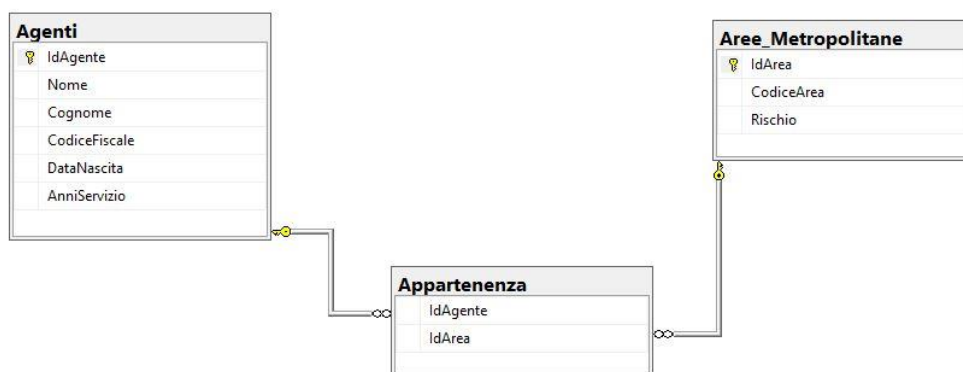 Agenti
IdAgente
Nome
Cognome
CodiceFiscale
DataNascita
AnniServizio
Aree_Metropolitane
IdArea
CodiceArea
Rischio
Appartenenza
IdAgente
IdArea